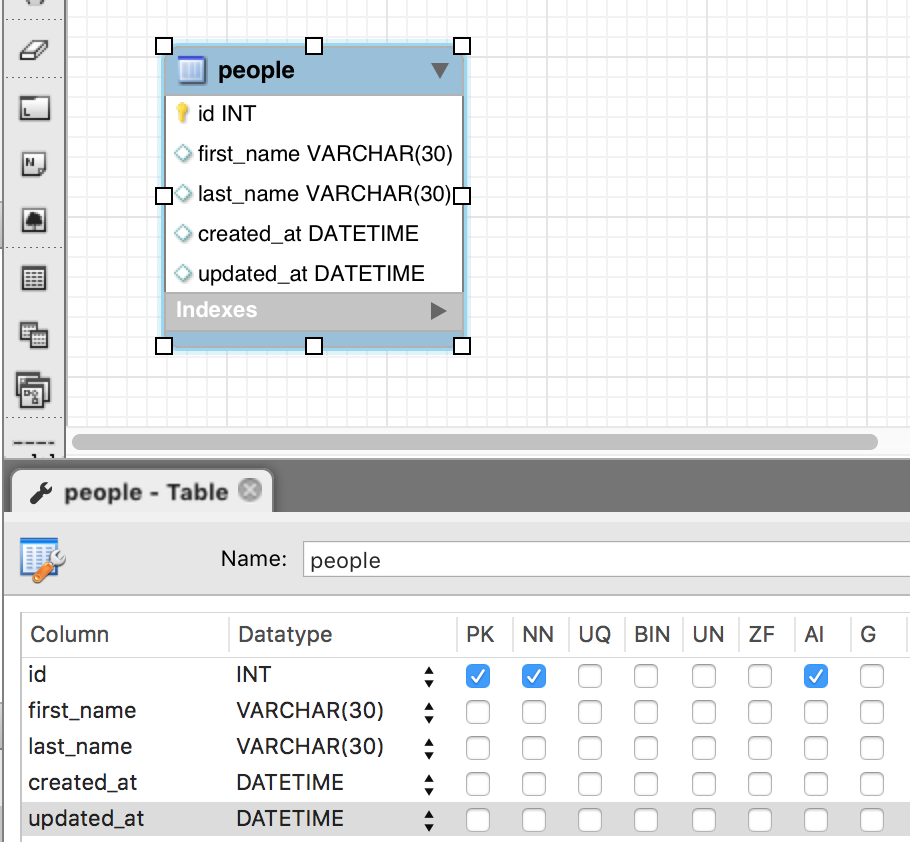 people
id INT
first_name VARCHAR(30)
last_name VARCHAR(30)
created_at DATETIME
updated_at DATETIME
Indexes
people - Table
Name: people
Column Datatype PK NN UQ BIN UN ZF AI G
id INT
first_name VARCHAR(30)
last_name VARCHAR(30)
created_at DATETIME
updated_at DATETIME